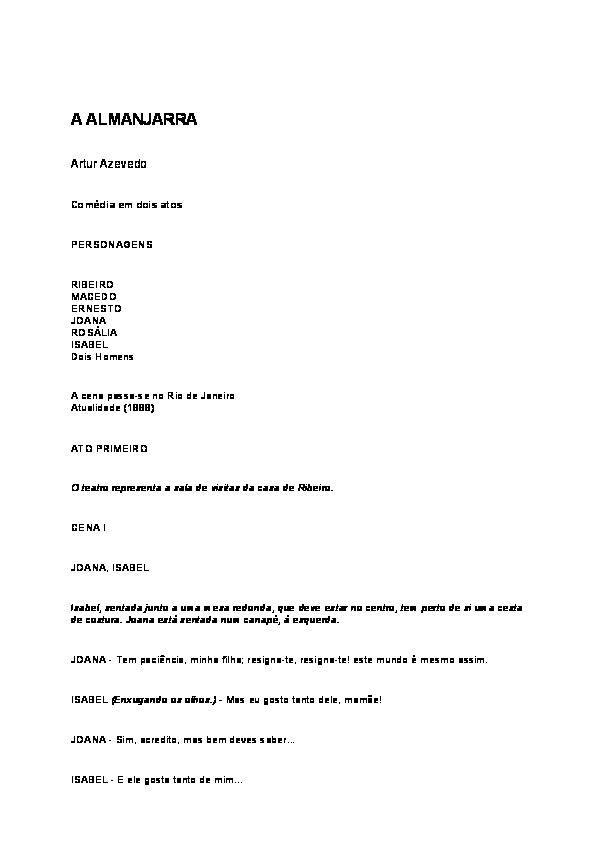 A ALMANJARRA
Artur Azevedo
Comédia em dois atos
PERSONAGENS
RIBEIRO
MACEDO
ERNESTO
JOANA
ROSÁLIA
ISABEL
Dois Homens
A cena passa-se no Rio de Janeiro
Atualidade (1888)
ATO PRIMEIRO
O teatro representa a sala de visitas da casa de Ribeiro.
CENA I
JOANA, ISABEL
Isabel, sentada junto a uma mesa redonda, que deve estar no centro, tem perto de si uma cesta
de costura. Joana está sentada num canapé, à esquerda.
JOANA - Tem paciência, minha filha; resigna-te, resigna-te! este mundo é mesmo assim.
ISABEL (Enxugando os olhos.) - Mas eu gosto tanto dele, mamãe!
JOANA - Sim, acredito, mas bem deves saber...
ISABEL - E ele gosta tanto de mim...